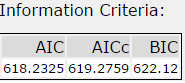 Information Criteria:
AIC AICc BIC
618.2325 619.2759 622.12